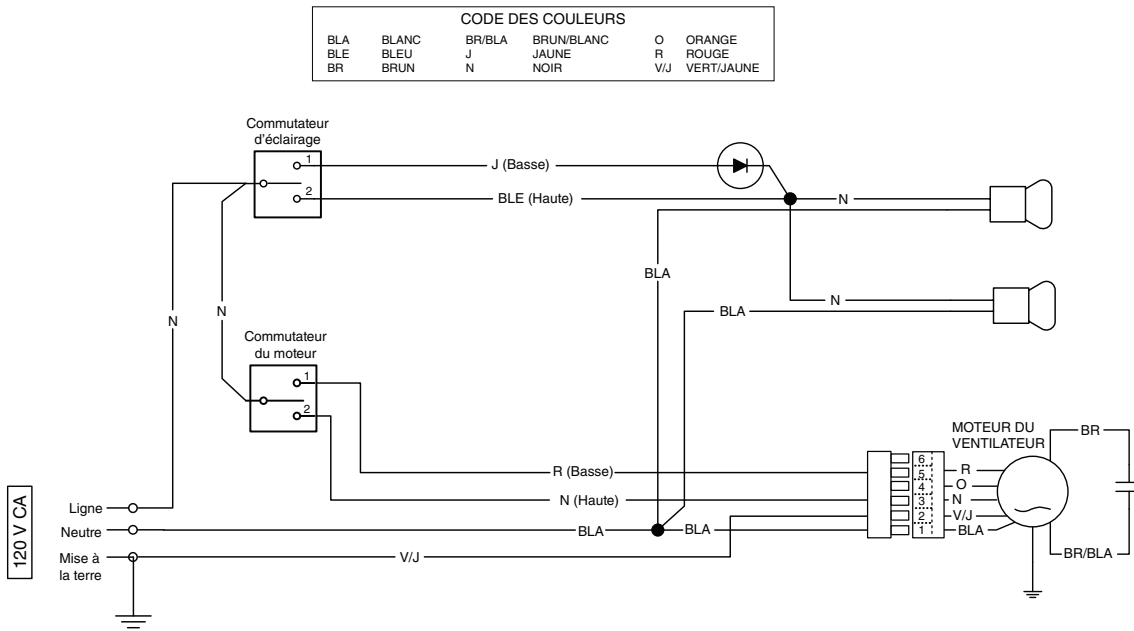 CODE DES COULEURS
BLA BLANC BR/BLA BRUN/BLANC O ORANGE
BLE BLEU J JAUNE R ROUGE
BR BRUN N NOIR V/J VERT/JAUNE
Commutateur
d'éclairage
1
2
J (Basse)
BLE (Haute)
N
BLA
N
BLA
N
N
Commutateur
du moteur
1
2
R (Basse)
N (Haute)
BLA
BLA
V/J
120 V CA
Ligne
Neutre
Mise à
la terre
MOTEUR DU
VENTILATEUR
6
5 R
4 O
3 N
2 V/J
1 BLA
BR
BR/BLA